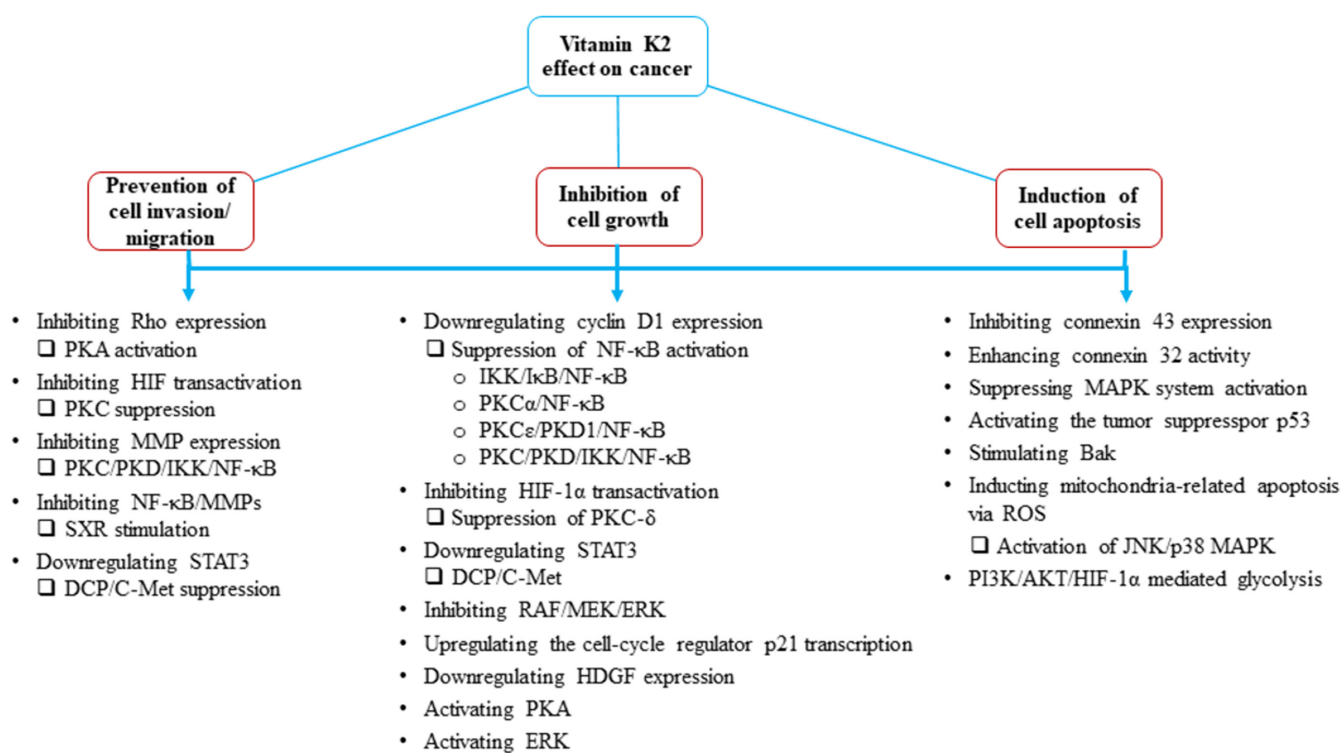 Vitamin K2
effect on cancer
Prevention of
cell invasion/
migration
Inhibition of
cell growth
Induction of
cell apoptosis
• Inhibiting Rho expression
❑ PKA activation
• Inhibiting HIF transactivation
❑ PKC suppression
• Inhibiting MMP expression
❑ PKC/PKD/IKK/NF-κB
• Inhibiting NF-κB/MMPs
❑ SXR stimulation
• Downregulating STAT3
❑ DCP/C-Met suppression
• Downregulating cyclin D1 expression
❑ Suppression of NF-κB activation
o IKK/IκB/NF-κB
o PKCα/NF-κB
o PKCε/PKD1/NF-κB
o PKC/PKD/IKK/NF-κB
• Inhibiting HIF-1α transactivation
❑ Suppression of PKC-δ
• Downregulating STAT3
❑ DCP/C-Met
• Inhibiting RAF/MEK/ERK
• Upregulating the cell-cycle regulator p21 transcription
• Downregulating HDGF expression
• Activating PKA
• Activating ERK
• Inhibiting connexin 43 expression
• Enhancing connexin 32 activity
• Suppressing MAPK system activation
• Activating the tumor suppresspor p53
• Stimulating Bak
• Inducting mitochondria-related apoptosis
via ROS
❑ Activation of JNK/p38 MAPK
• PI3K/AKT/HIF-1α mediated glycolysis